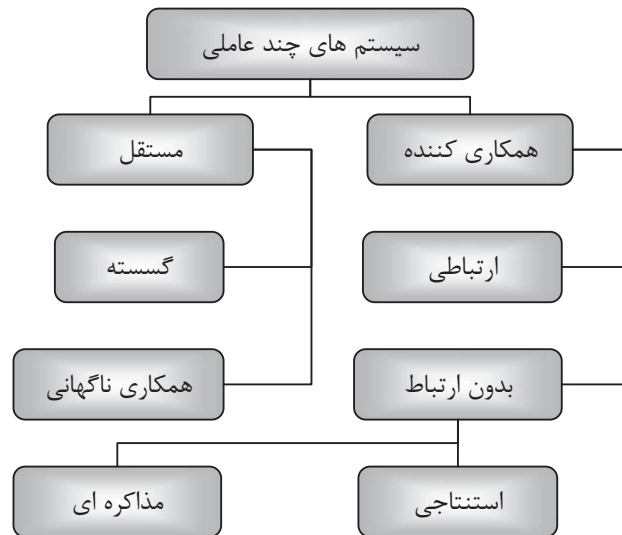 سیستم های چند عاملی
همکاری کننده
مستقل
ارتباطی
گسسته
بدون ارتباط
همکاری ناگهانی
استنتاجی
مذاکره ای